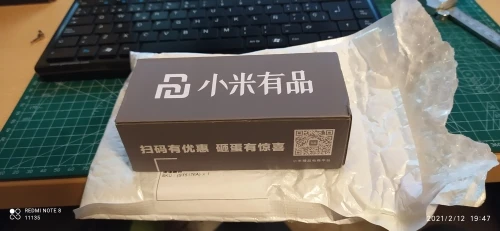 小米有品
扫码有优惠 砸蛋有惊喜
REDMI NOTE 8
11135
2021/2/12 19:47